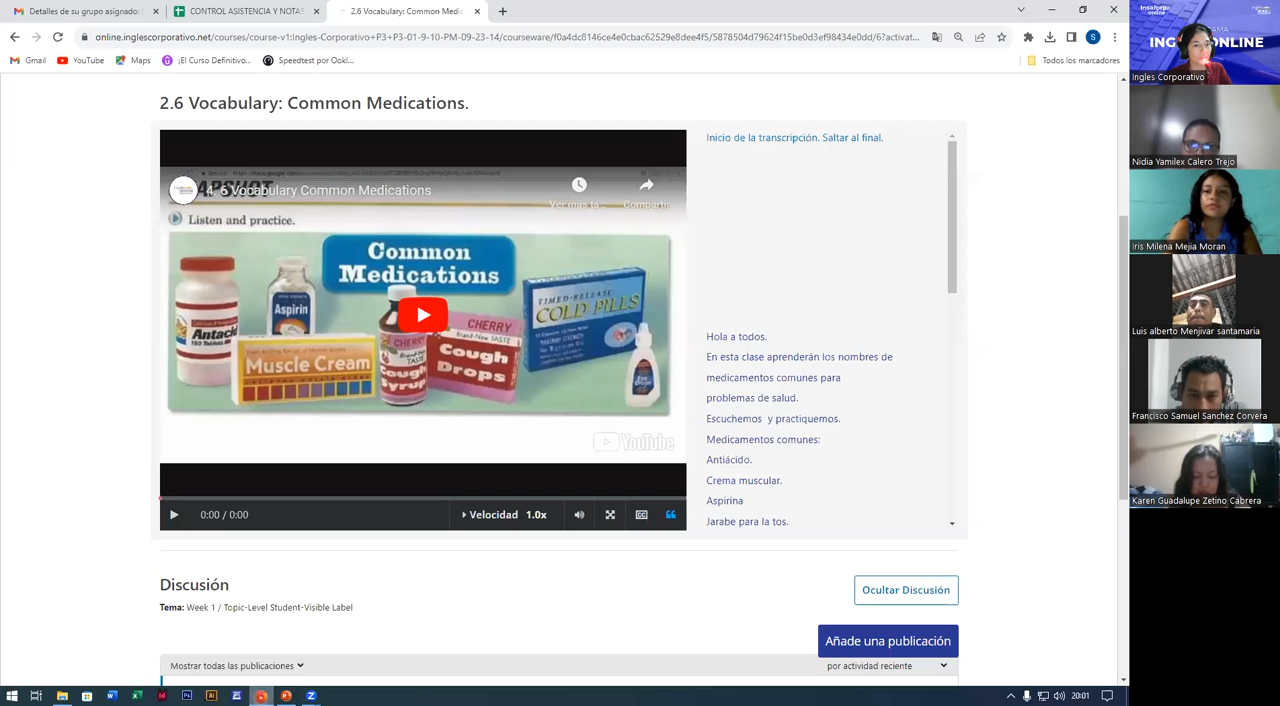 Detalles de su grupo asignado:
CONTROL ASISTENCIA Y NOTAS
2.6 Vocabulary: Common Medic
online.inglescorporativo.net/courses/course-v1:Ingles-Corporativo+P3+P3-01-9-10-PM-09-23-14/courseware/f0a4dc8146ce4e0cbac62529e8dee4f5/5878504d79624f15be0d3ef98434e0dd/6?activat...
S
Gmail
YouTube
Maps
¡El Curso Definitivo...
Speedtest por Ookl...
Todos los marcadores
2.6 Vocabulary: Common Medications.
4. 6 Vocabulary Common Medications
Ver más ta...
Compartir
Listen and practice.
Common
Medications
Antacid
Aspirin
Muscle Cream
CHERRY
Cough
Syrup
CHERRY
Brand-New TASTE
Cough
Drops
TIMED-RELEASE
COLD PILLS
YouTube
0:00 / 0:00
Velocidad 1.0x
Inicio de la transcripción. Saltar al final.
Hola a todos.
En esta clase aprenderán los nombres de
medicamentos comunes para
problemas de salud.
Escuchemos y practiquemos.
Medicamentos comunes:
Antiácido.
Crema muscular.
Aspirina
Jarabe para la tos.
Discusión
Ocultar Discusión
Tema: Week 1 / Topic-Level Student-Visible Label
Añade una publicación
Mostrar todas las publicaciones
por actividad reciente
20:01
Ingles Corporativo
Nidia Yamilex Calero Trejo
Iris Milena Mejia Moran
Luis alberto Menjivar santamaria
Francisco Samuel Sanchez Corvera
Karen Guadalupe Zetino Cabrera